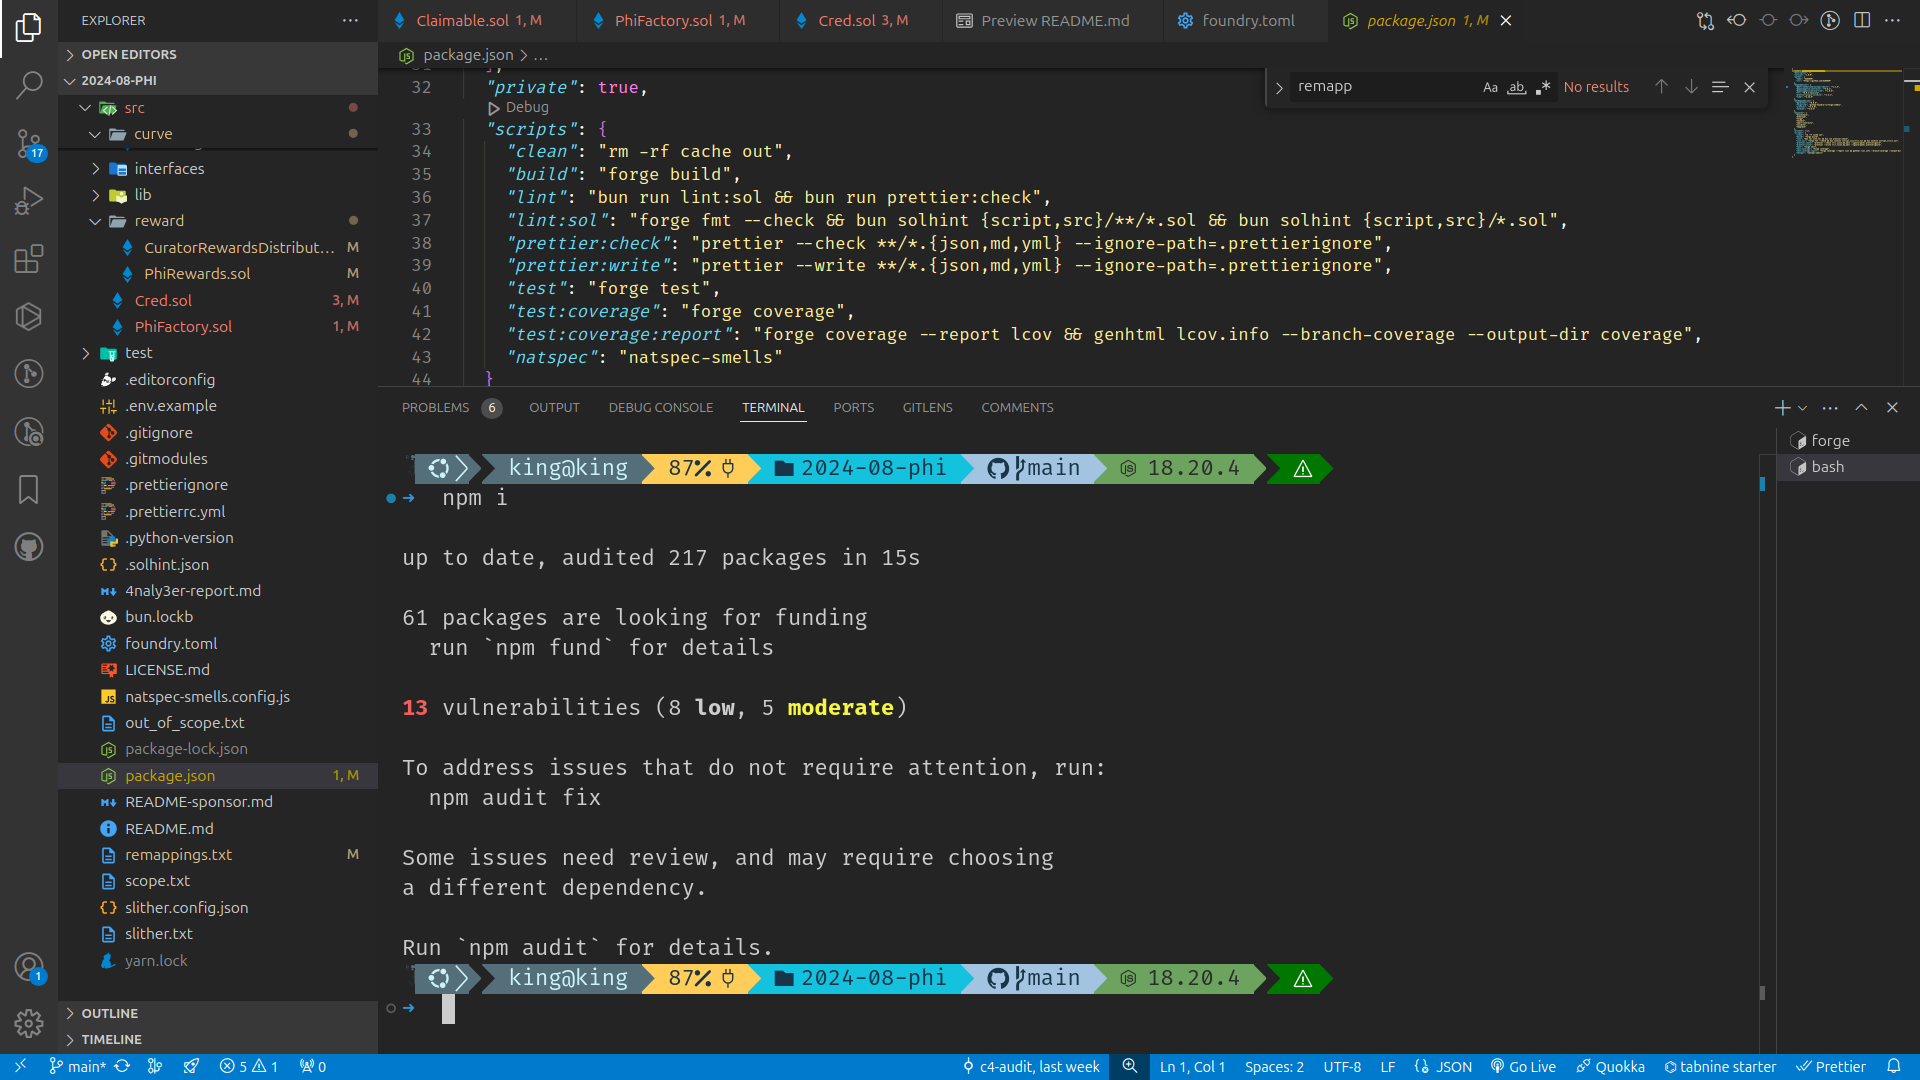 EXPLORER
OPEN EDITORS
2024-08-PHI
src
curve
interfaces
lib
reward
CuratorRewardsDistribut... M
PhiRewards.sol M
Cred.sol 3, M
PhiFactory.sol 1, M
test
.editorconfig
.env.example
.gitignore
.gitmodules
.prettierignore
.prettierrc.yml
.python-version
.solhint.json
4naly3er-report.md
bun.lockb
foundry.toml
LICENSE.md
natspec-smells.config.js
out_of_scope.txt
package-lock.json
package.json 1, M
README-sponsor.md
README.md
remappings.txt M
scope.txt
slither.config.json
slither.txt
yarn.lock
OUTLINE
TIMELINE
17
1
Claimable.sol 1, M PhiFactory.sol 1, M Cred.sol 3, M Preview README.md foundry.toml package.json 1, M
package.json > ...
remapp Aa ab No results
32 "private": true,
Debug
33 "scripts": {
34 "clean": "rm -rf cache out",
35 "build": "forge build",
36 "lint": "bun run lint:sol && bun run prettier:check",
37 "lint:sol": "forge fmt --check && bun solhint {script,src}/**/*.sol && bun solhint {script,src}/*.sol",
38 "prettier:check": "prettier --check **/*.{json,md,yml} --ignore-path=.prettierignore",
39 "prettier:write": "prettier --write **/*.{json,md,yml} --ignore-path=.prettierignore",
40 "test": "forge test",
41 "test:coverage": "forge coverage",
42 "test:coverage:report": "forge coverage --report lcov && genhtml lcov.info --branch-coverage --output-dir coverage",
43 "natspec": "natspec-smells"
44 }
PROBLEMS 6 OUTPUT DEBUG CONSOLE TERMINAL PORTS GITLENS COMMENTS
forge
bash
king@king 87% 2024-08-phi main 18.20.4
npm i
up to date, audited 217 packages in 15s
61 packages are looking for funding
run `npm fund` for details
13 vulnerabilities (8 low, 5 moderate)
To address issues that do not require attention, run:
npm audit fix
Some issues need review, and may require choosing
a different dependency.
Run `npm audit` for details.
king@king 87% 2024-08-phi main 18.20.4
main* 5 1 0 c4-audit, last week Ln 1, Col 1 Spaces: 2 UTF-8 LF {} JSON Go Live Quokka tabnine starter Prettier